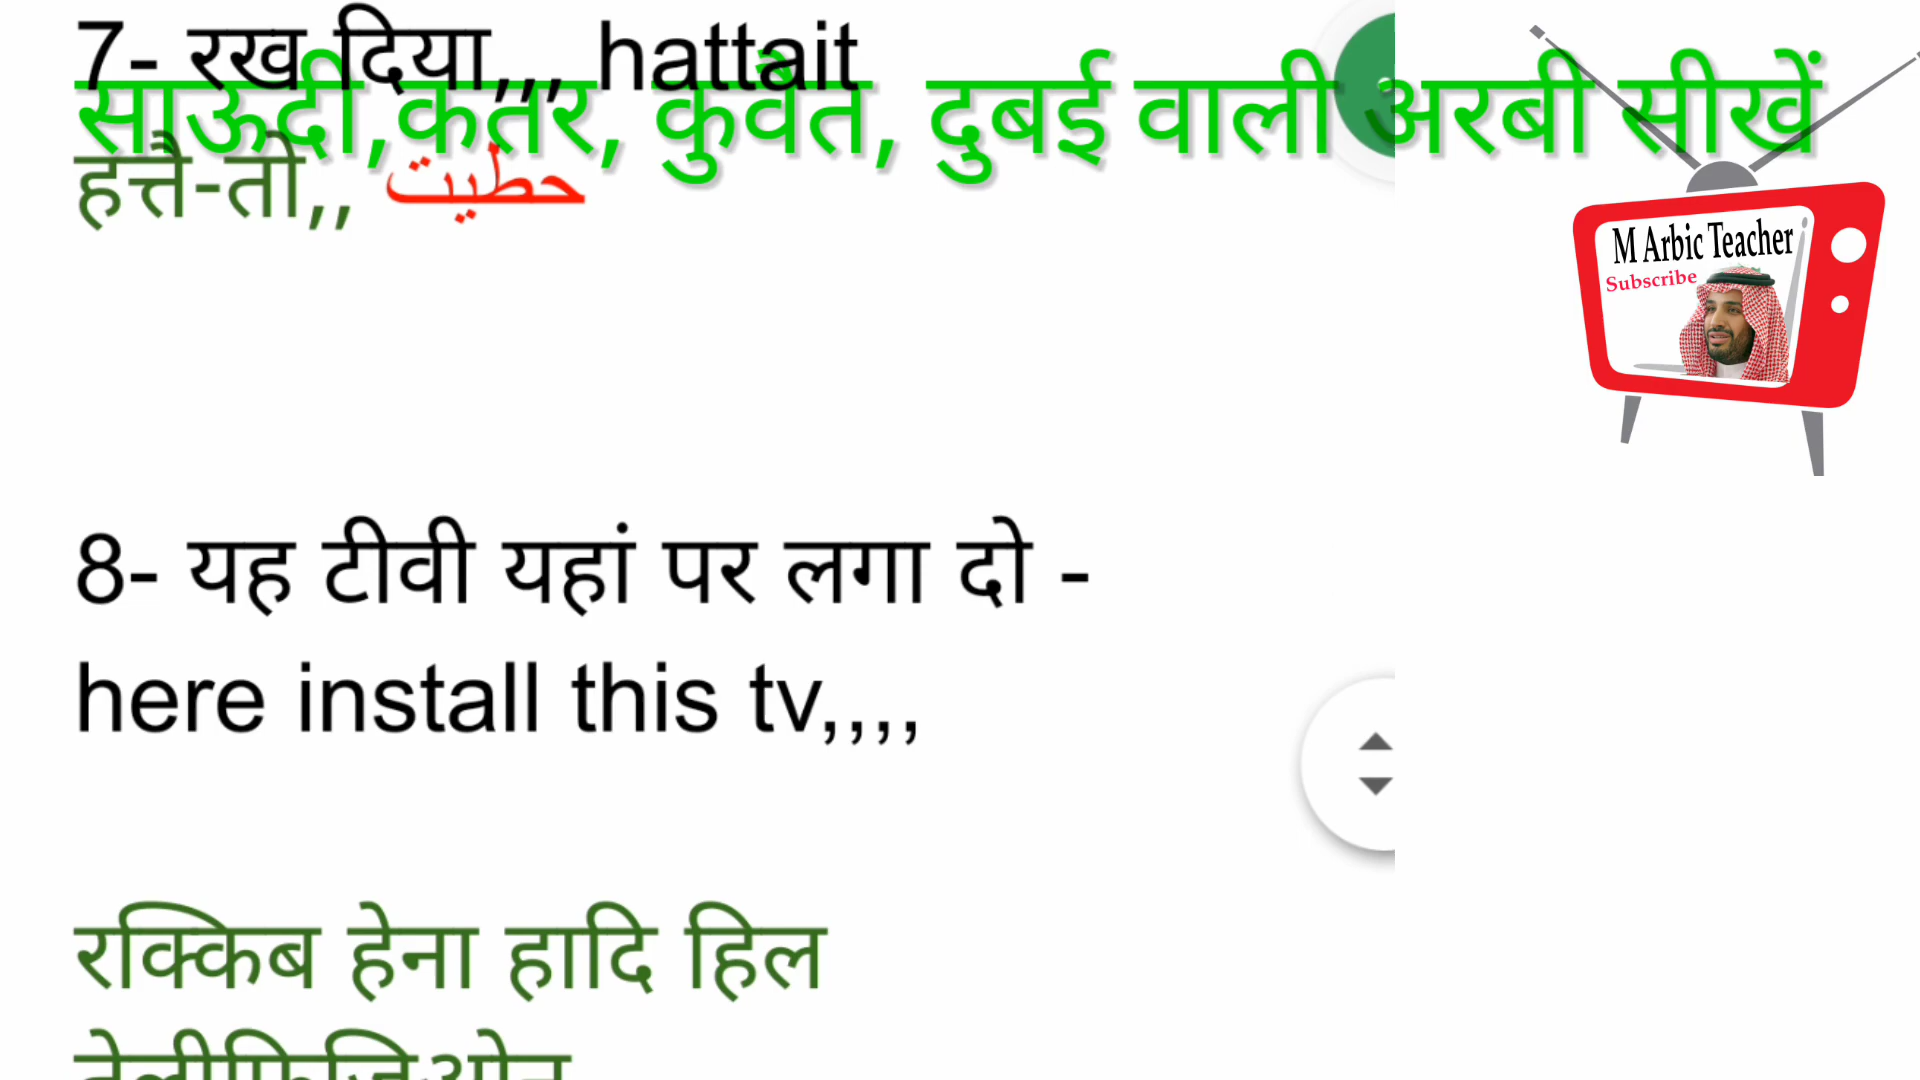 7- रख दिया,,, hattait
साऊदी,कतर, कुवैत, दुबई वाली अरबी सीखें
हत्तै-तो,, حطيت
M Arbic Teacher
Subscribe
8- यह टीवी यहां पर लगा दो -
here install this tv,,,,
रक्किब हेना हादि हिल